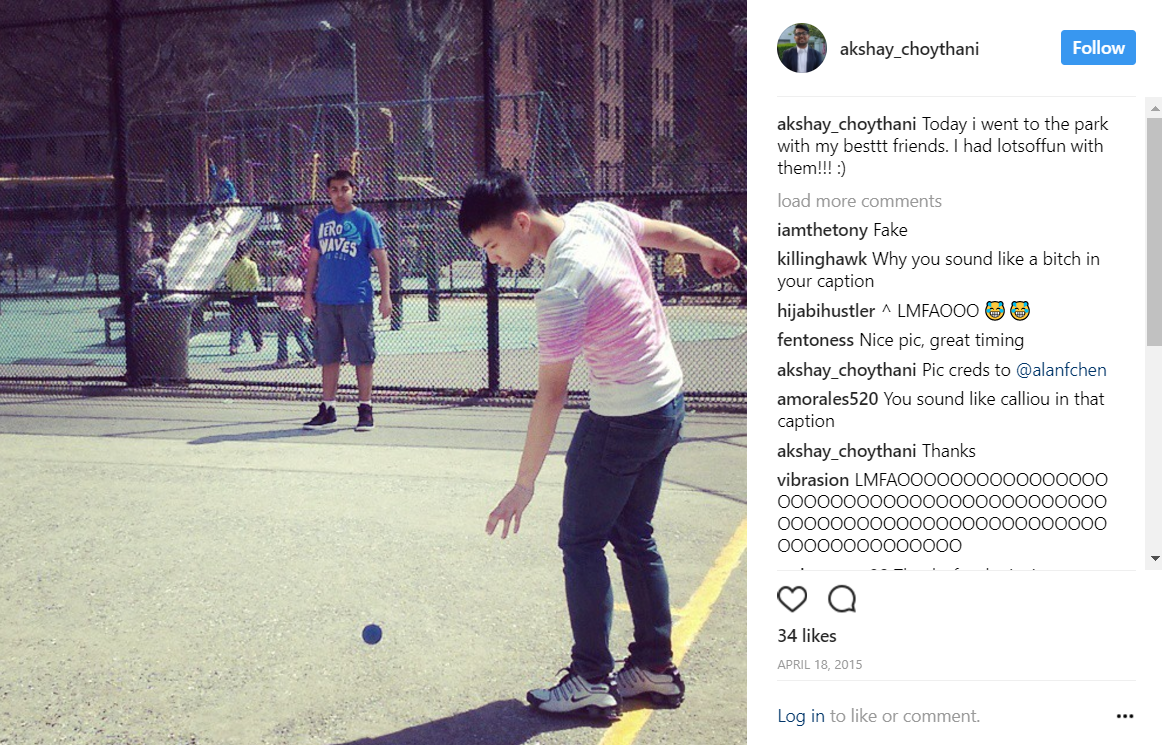 akshay_choythani
Follow
akshay_choythani Today i went to the park
with my besttt friends. I had lotsoffun with
them!!! :)
load more comments
iamthetony Fake
killinghawk Why you sound like a bitch in
your caption
hijabihustler ^ LMFAOOO 😹 😹
fentoness Nice pic, great timing
akshay_choythani Pic creds to @alanfchen
amorales520 You sound like calliou in that
caption
akshay_choythani Thanks
vibrasion LMFAOOOOOOOOOOOOOOOO
OOOOOOOOOOOOOOOOOOOOOOOOO
OOOOOOOOOOOOOOOOOOOOOOOOO
OOOOOOOOOOOOOO
34 likes
APRIL 18, 2015
Log in to like or comment.
AERO
WAVES